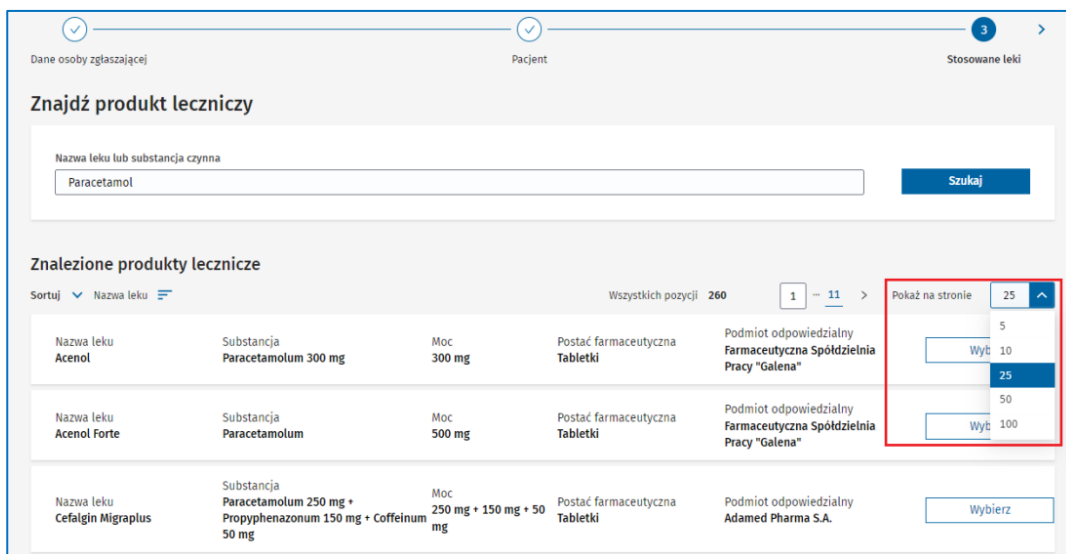 3
Dane osoby zgłaszającej Pacjent Stosowane leki
Znajdź produkt leczniczy
Nazwa leku lub substancja czynna
Paracetamol Szukaj
Znalezione produkty lecznicze
Sortuj Nazwa leku Wszystkich pozycji 260 1 ... 11 > Pokaż na stronie 25
5
10
25
50
100
Nazwa leku
Acenol
Substancja
Paracetamolum 300 mg
Moc
300 mg
Postać farmaceutyczna
Tabletki
Podmiot odpowiedzialny
Farmaceutyczna Spółdzielnia
Pracy "Galena"
Wyb
Nazwa leku
Acenol Forte
Substancja
Paracetamolum
Moc
500 mg
Postać farmaceutyczna
Tabletki
Podmiot odpowiedzialny
Farmaceutyczna Spółdzielnia
Pracy "Galena"
Wyb
Nazwa leku
Cefalgin Migraplus
Substancja
Paracetamolum 250 mg +
Propyphenazonum 150 mg + Coffeinum
50 mg
Moc
250 mg + 150 mg + 50
mg
Postać farmaceutyczna
Tabletki
Podmiot odpowiedzialny
Adamed Pharma S.A.
Wybierz